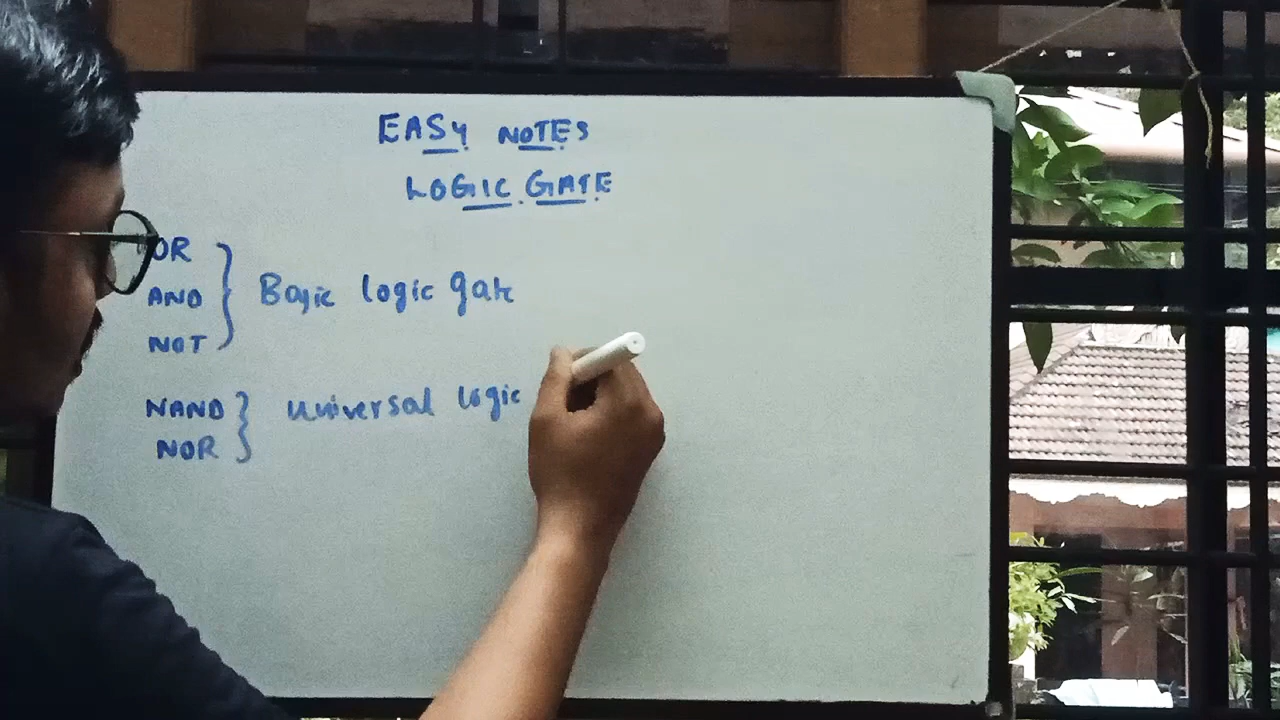 EASY NOTES
LOGIC GATE
OR
AND } Basic logic gate
NOT
NAND } universal logic
NOR